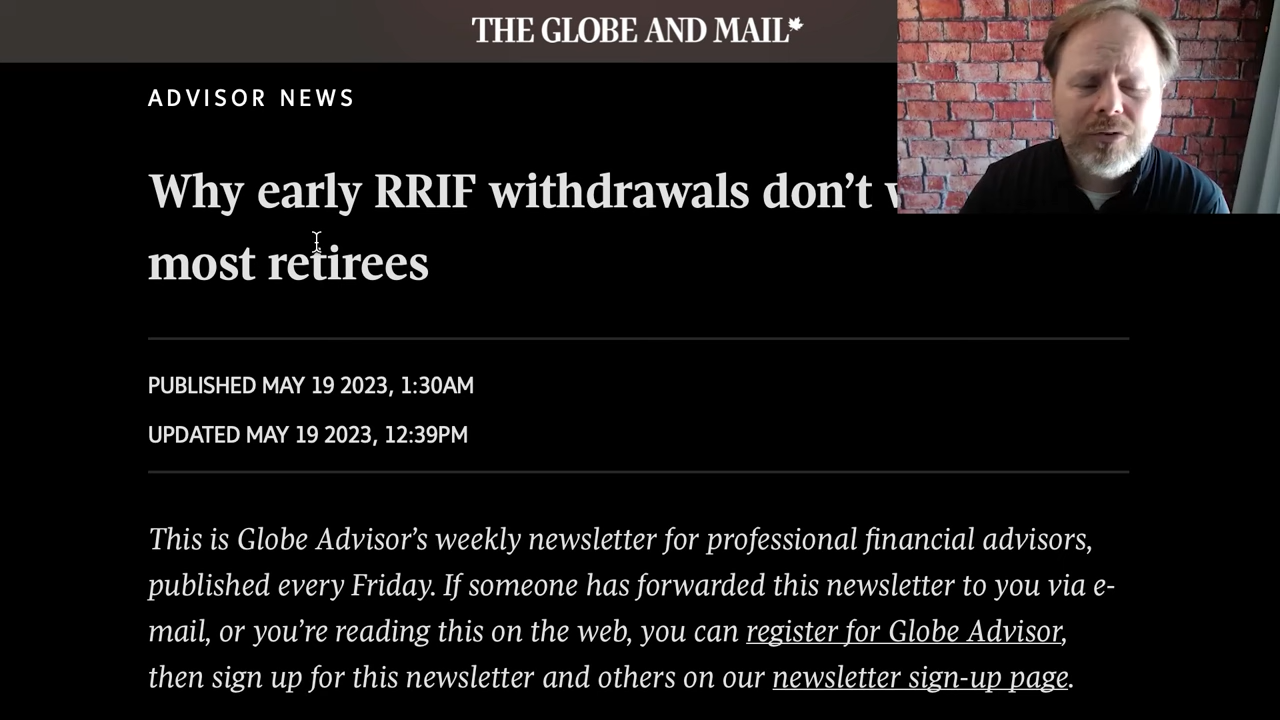 THE GLOBE AND MAIL
ADVISOR NEWS
Why early RRIF withdrawals don’t
most retirees
PUBLISHED MAY 19 2023, 1:30AM
UPDATED MAY 19 2023, 12:39PM
This is Globe Advisor’s weekly newsletter for professional financial advisors,
published every Friday. If someone has forwarded this newsletter to you via e-
mail, or you’re reading this on the web, you can register for Globe Advisor,
then sign up for this newsletter and others on our newsletter sign-up page.